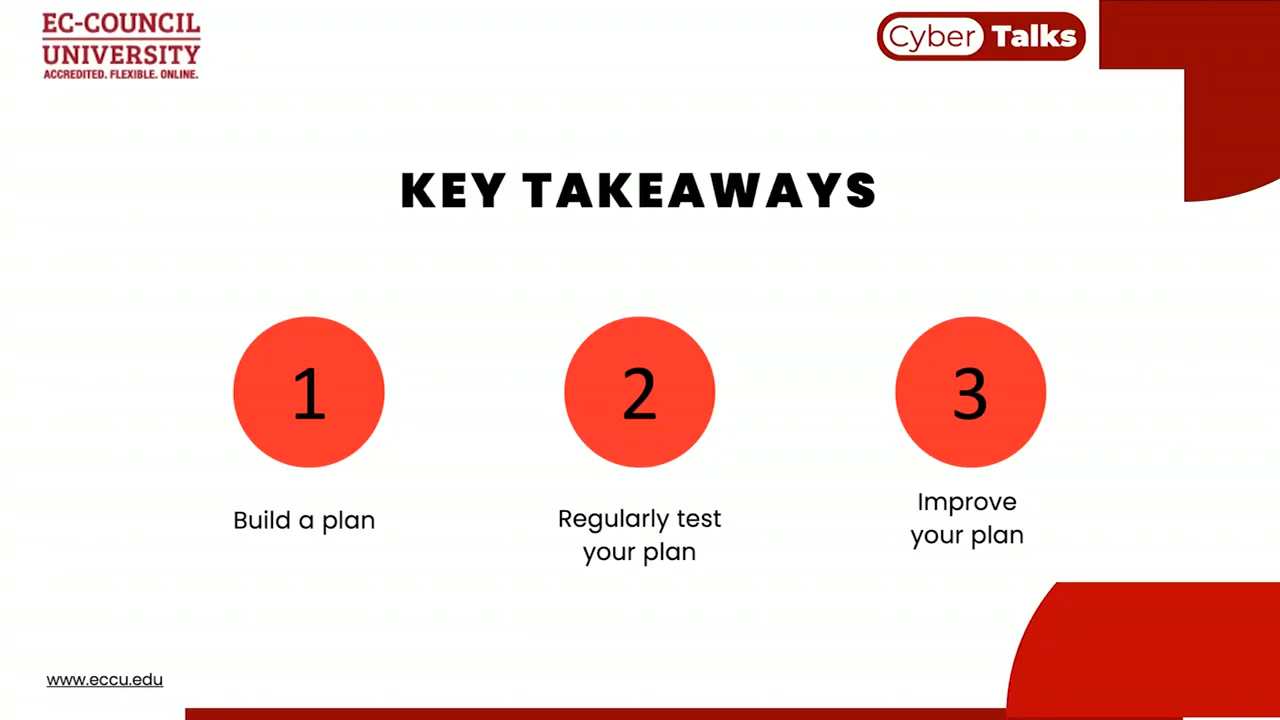 EC-COUNCIL
UNIVERSITY
ACCREDITED. FLEXIBLE. ONLINE.
Cyber Talks
KEY TAKEAWAYS
1
Build a plan
2
Regularly test
your plan
3
Improve
your plan
www.eccu.edu